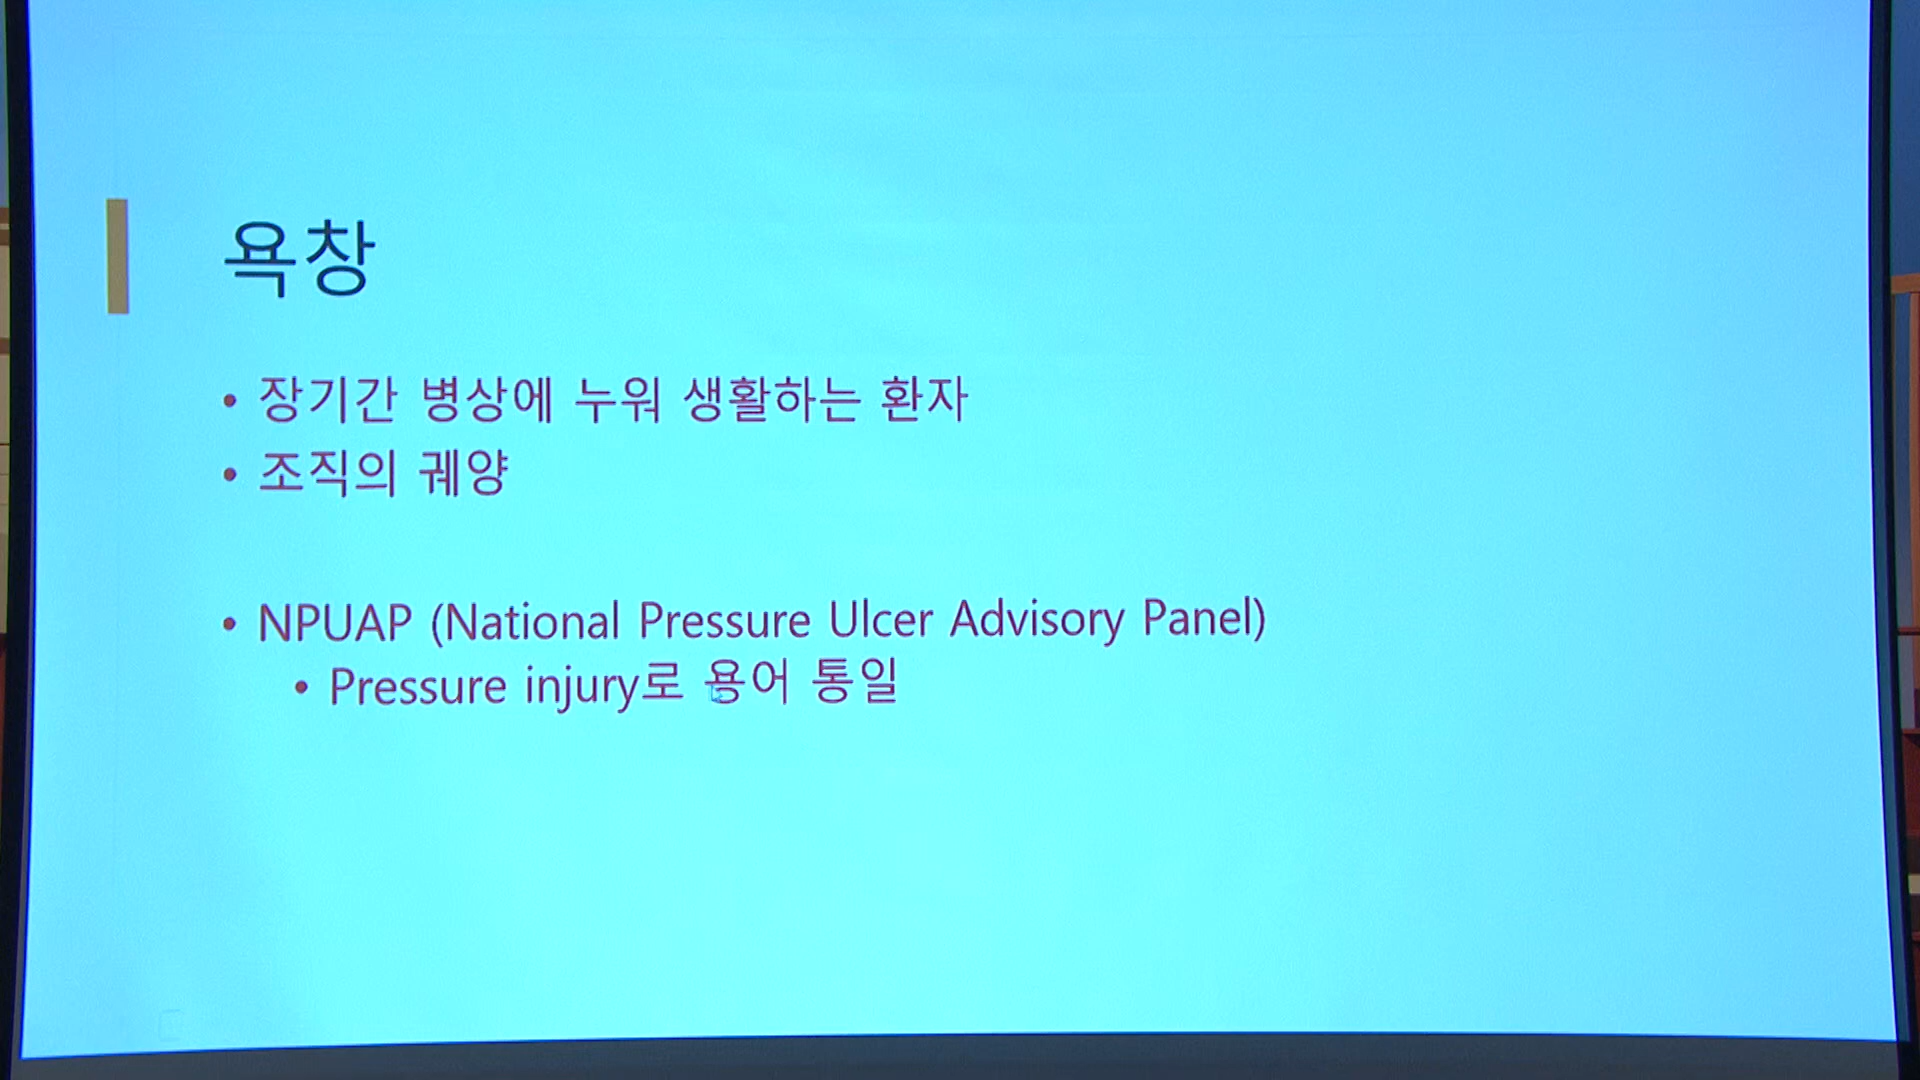 욕창
• 장기간 병상에 누워 생활하는 환자
• 조직의 궤양
• NPUAP (National Pressure Ulcer Advisory Panel)
• Pressure injury로 용어 통일